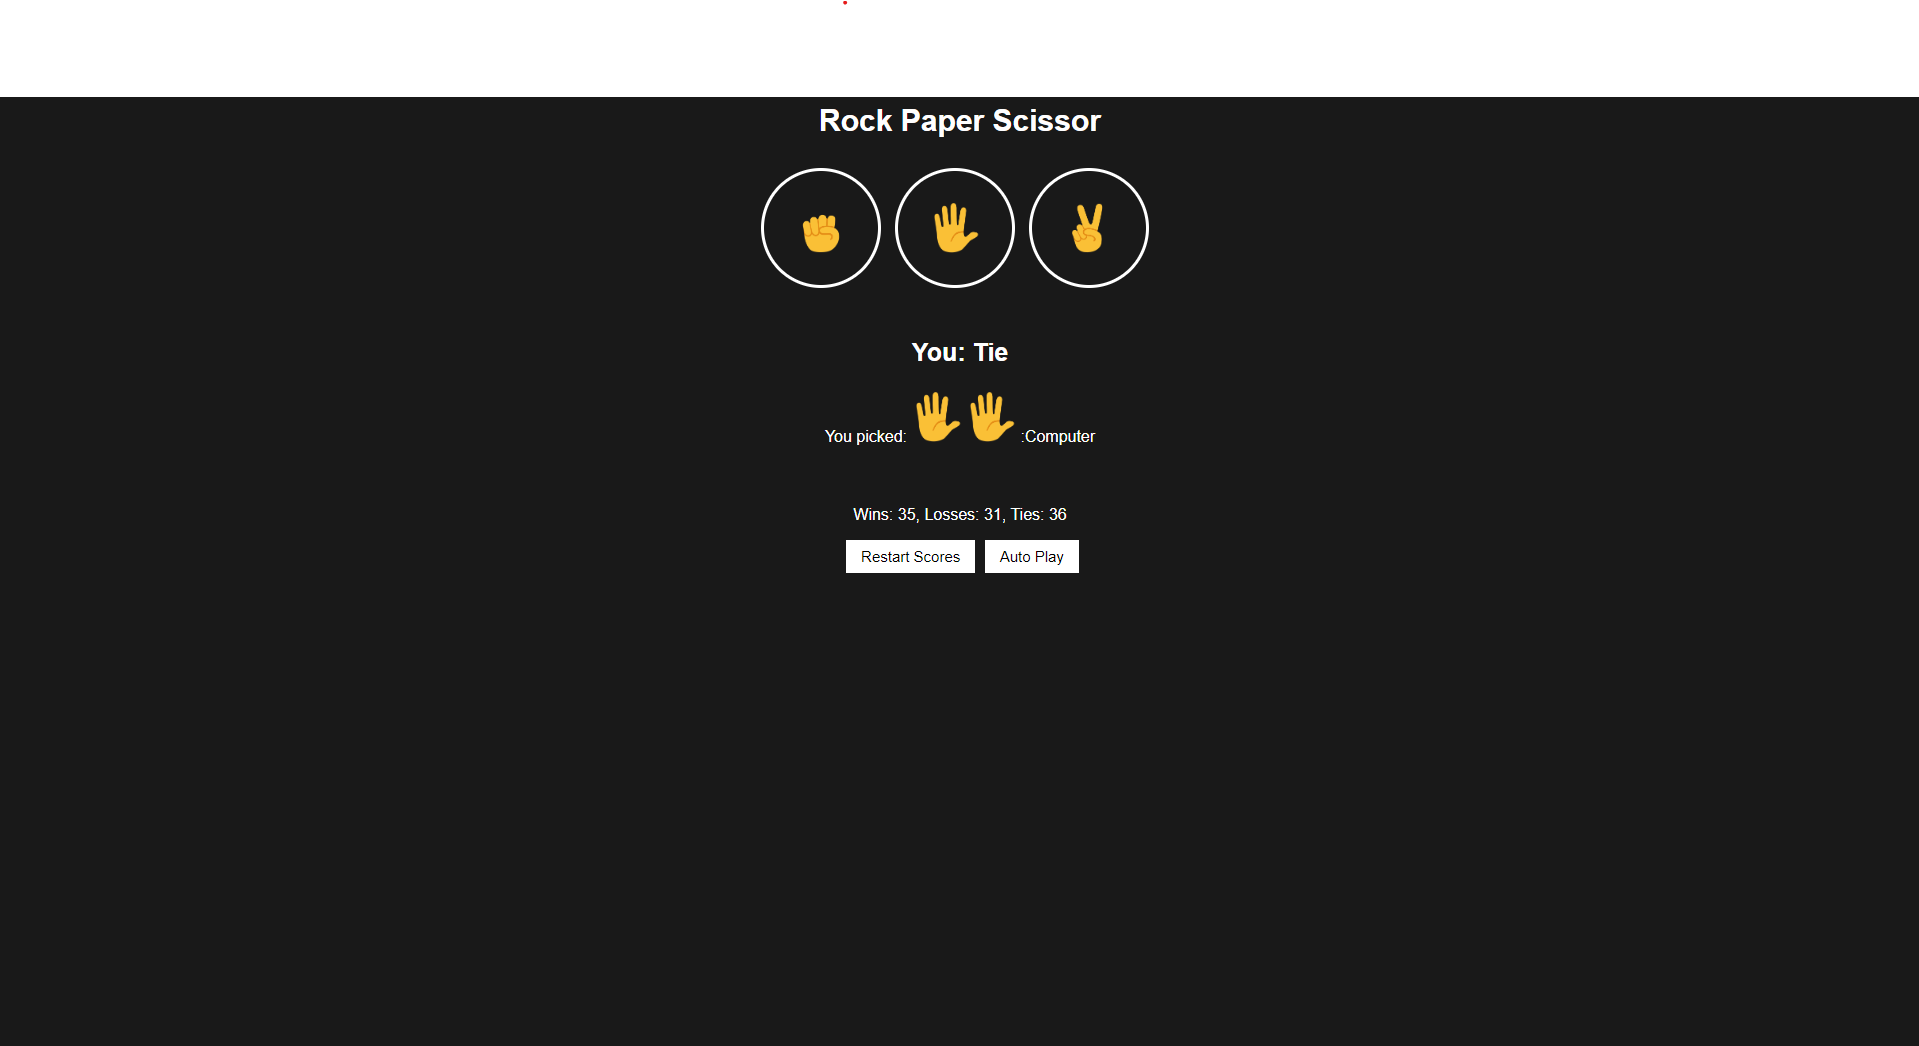 Rock Paper Scissor
You: Tie
You picked: :Computer
Wins: 35, Losses: 31, Ties: 36
Restart Scores Auto Play